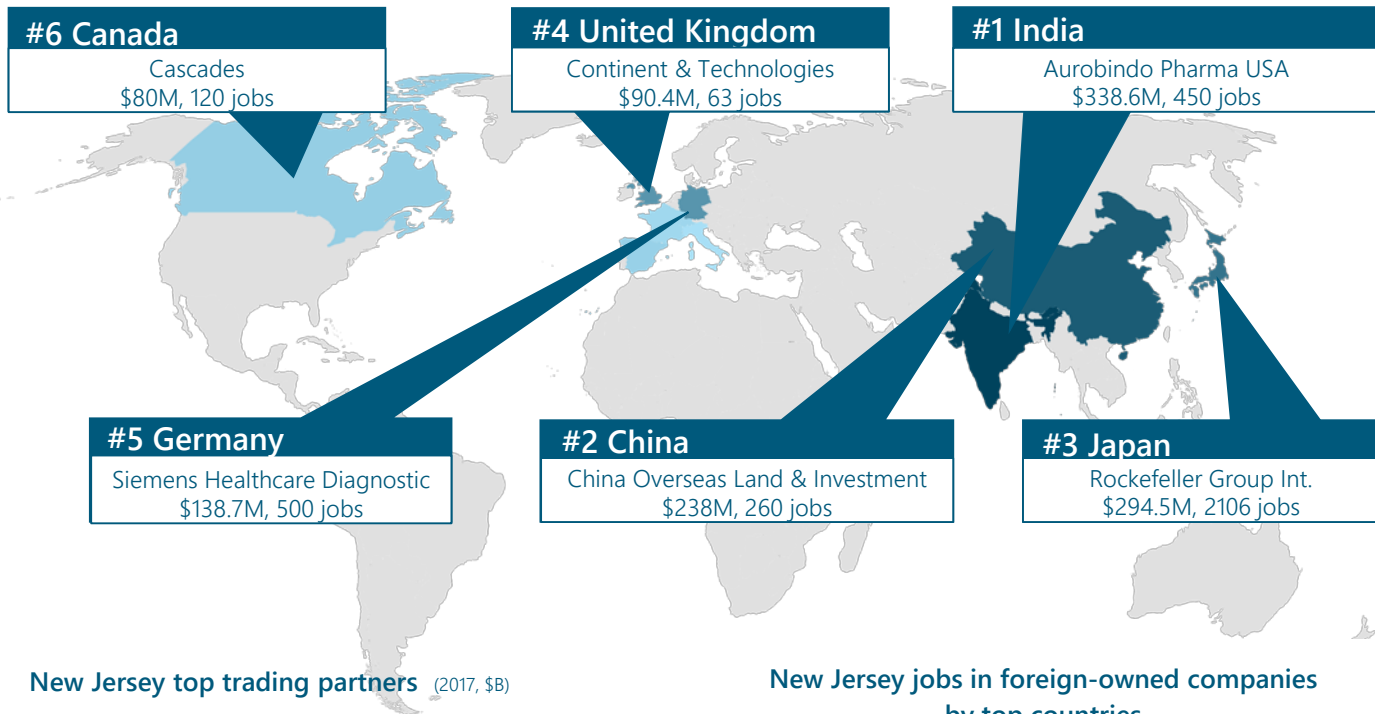 #6 Canada
Cascades
$80M, 120 jobs
#4 United Kingdom
Continent & Technologies
$90.4M, 63 jobs
#1 India
Aurobindo Pharma USA
$338.6M, 450 jobs
#5 Germany
Siemens Healthcare Diagnostic
$138.7M, 500 jobs
#2 China
China Overseas Land & Investment
$238M, 260 jobs
#3 Japan
Rockefeller Group Int.
$294.5M, 2106 jobs
New Jersey top trading partners (2017, $B)
New Jersey jobs in foreign-owned companies
by top countries